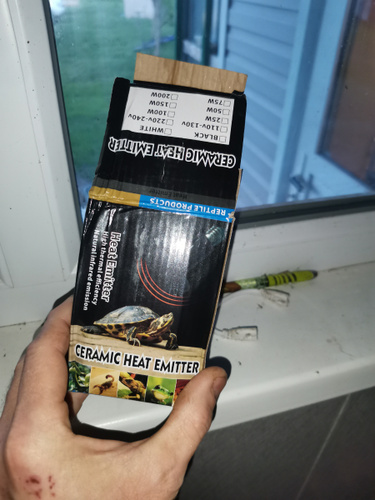 CERAMIC HEAT EMITTER
BLACK WHITE
110v-130v 220v-240v
25W 100W
50W 150W
75W 200W
REPTILE PRODUCTS
Heat Emitter
High thermal efficiency
Natural infrared emission
CERAMIC HEAT EMITTER